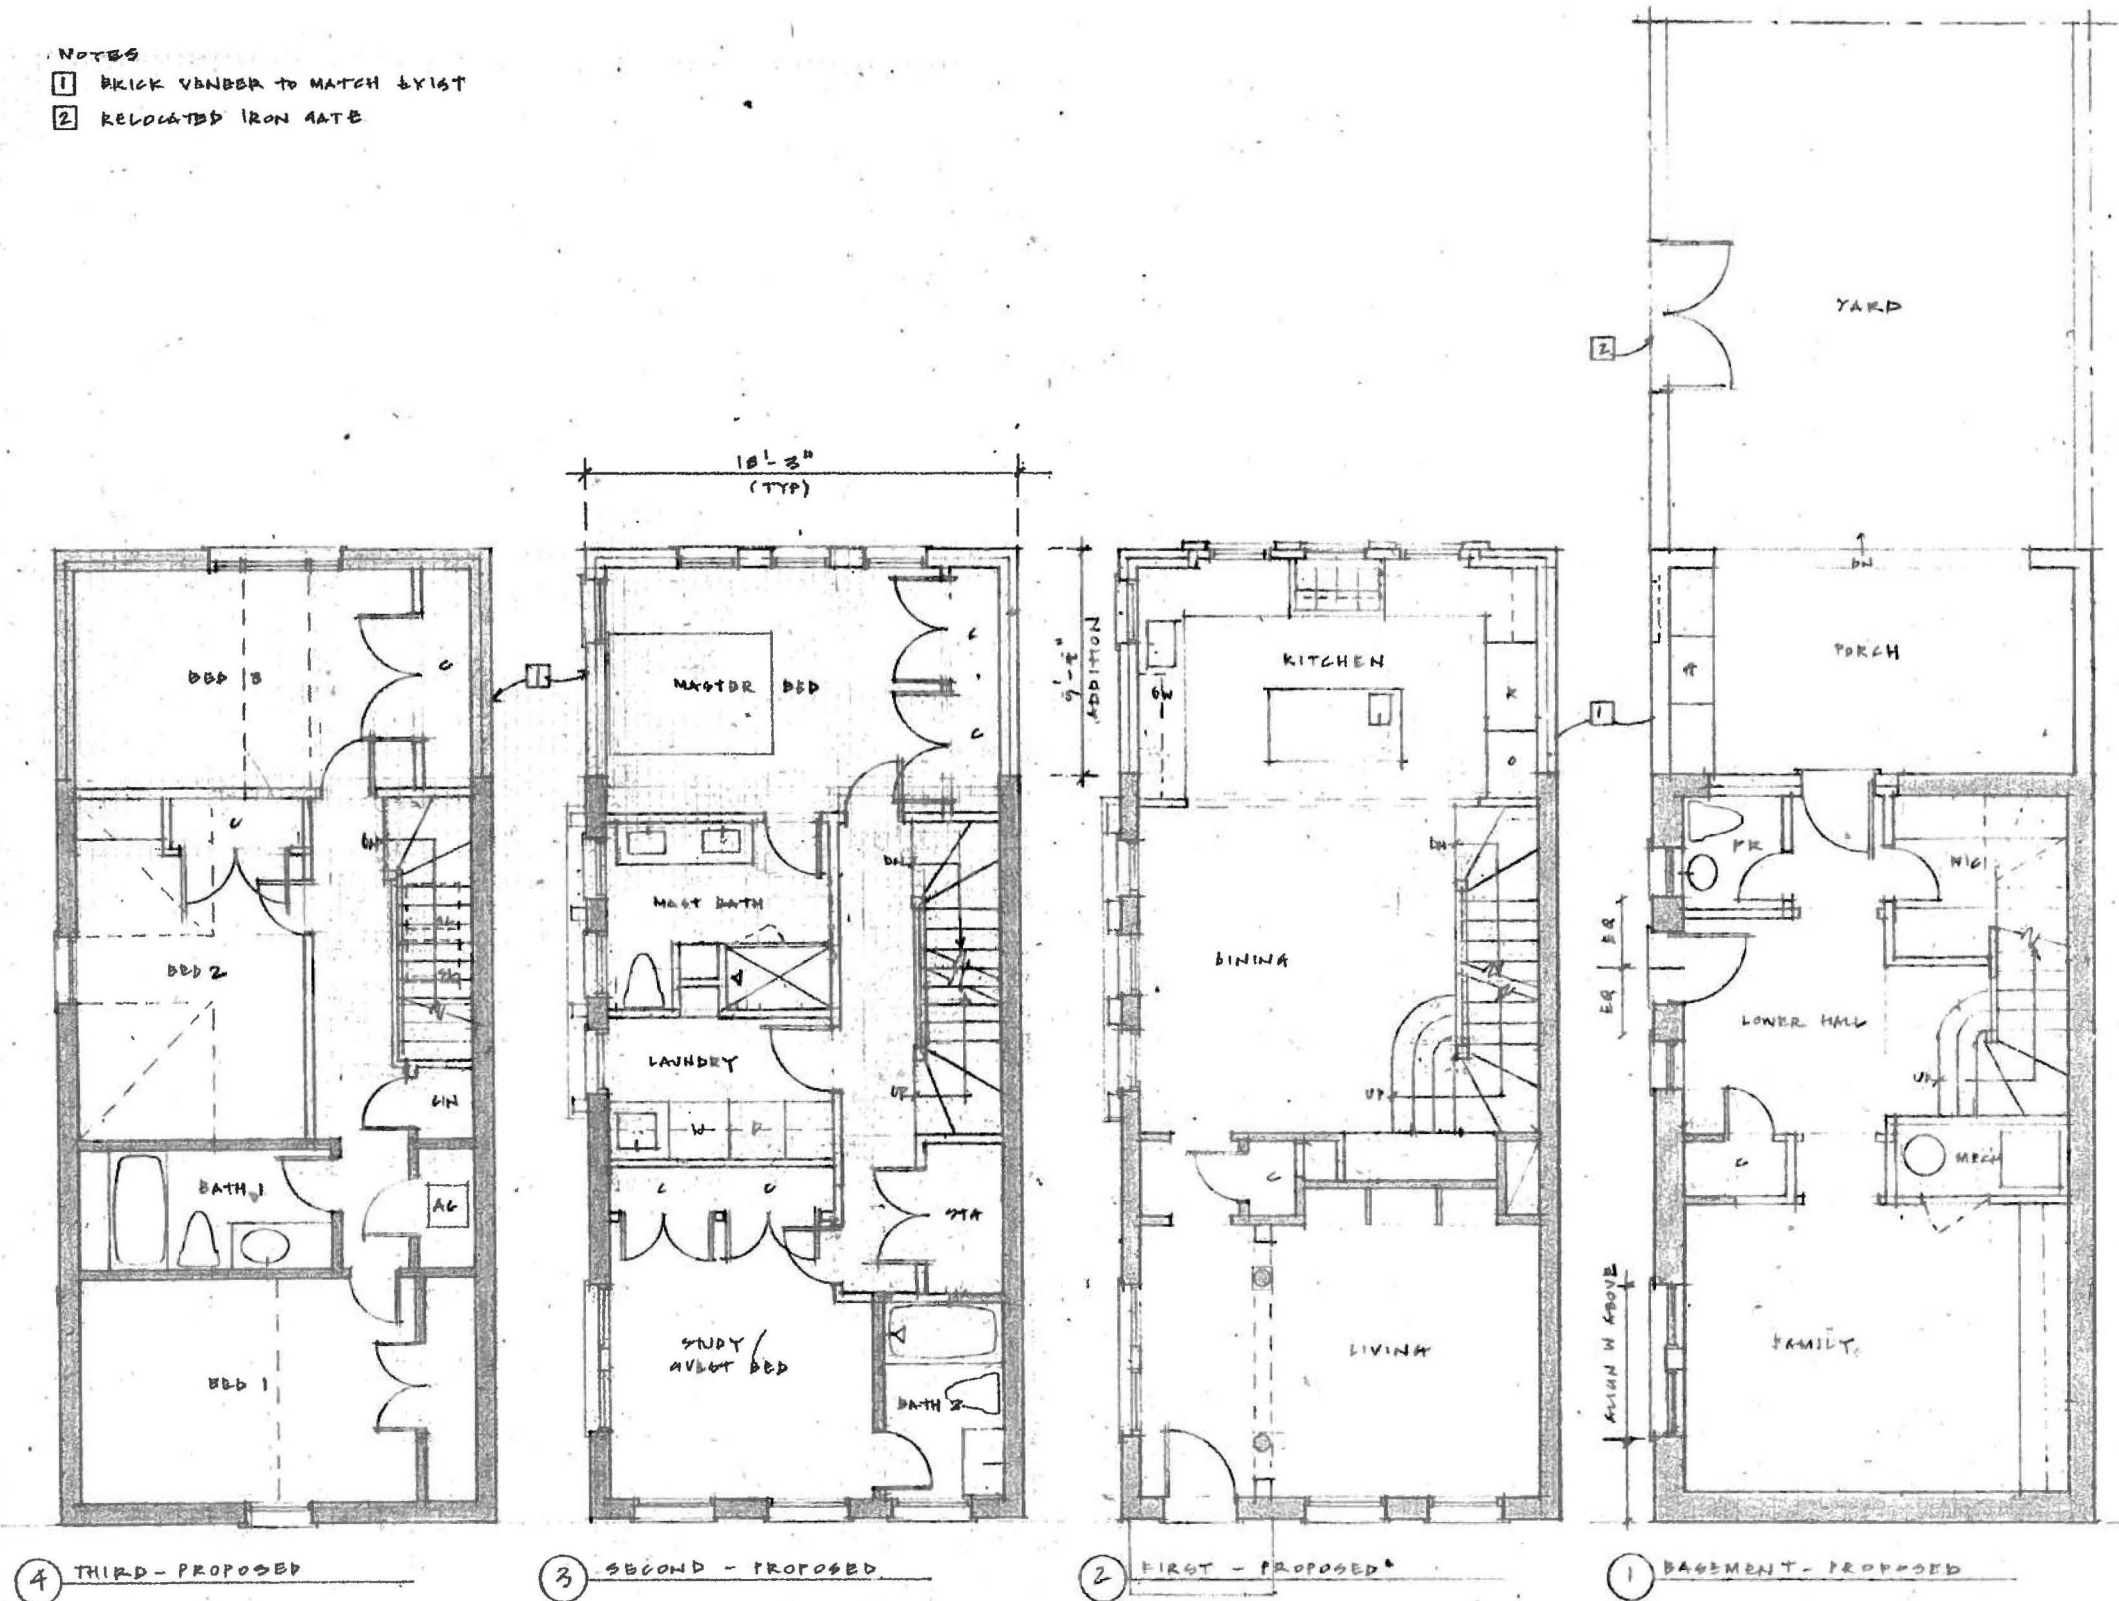 NOTES
1 BRICK VENEER TO MATCH EXIST
2 RELOCATED IRON GATE
18'-3"
(TYP)
ADDITION
BED 3
C
C
DN
BED 2
LIN
BATH 1
AC
BED 1
4 THIRD - PROPOSED
1
MASTER BED
C
C
DN
MAST BATH
LAUNDRY
UP
W D
C C
STA
STUDY /
GUEST BED
BATH 2
3 SECOND - PROPOSED
KITCHEN
DW
R
O
DN
DINING
UP
C
LIVING
2 FIRST - PROPOSED
YARD
2
DN
PORCH
1
PR
EQ EQ
LOWER HALL
UP
C
MECH
ALIGN W ABOVE
FAMILY
1 BASEMENT - PROPOSED